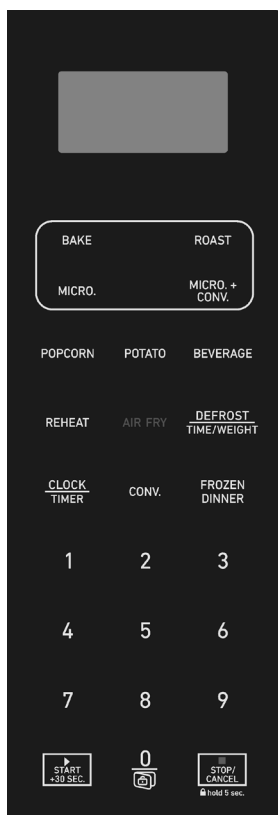 BAKE ROAST
MICRO. MICRO. +
CONV.
POPCORN POTATO BEVERAGE
REHEAT AIR FRY DEFROST
TIME/WEIGHT
CLOCK
TIMER
CONV.
FROZEN
DINNER
1 2 3
4 5 6
7 8 9
START
+30 SEC.
0
STOP/
CANCEL
hold 5 sec.